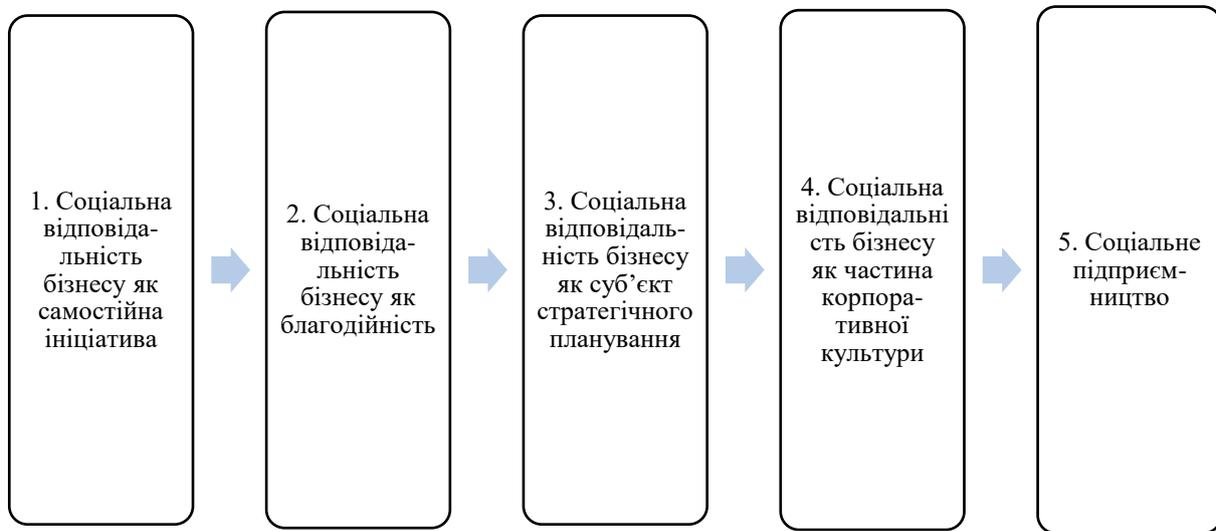 1. Соціальна
відповіда-
льність
бізнесу як
самостійна
ініціатива
2. Соціальна
відповіда-
льність
бізнесу як
благодійність
3. Соціальна
відповідаль-
ність бізнесу
як суб’єкт
стратегічного
планування
4. Соціальна
відповідальні
сть бізнесу
як частина
корпора-
тивної
культури
5. Соціальне
підприєм-
ництво